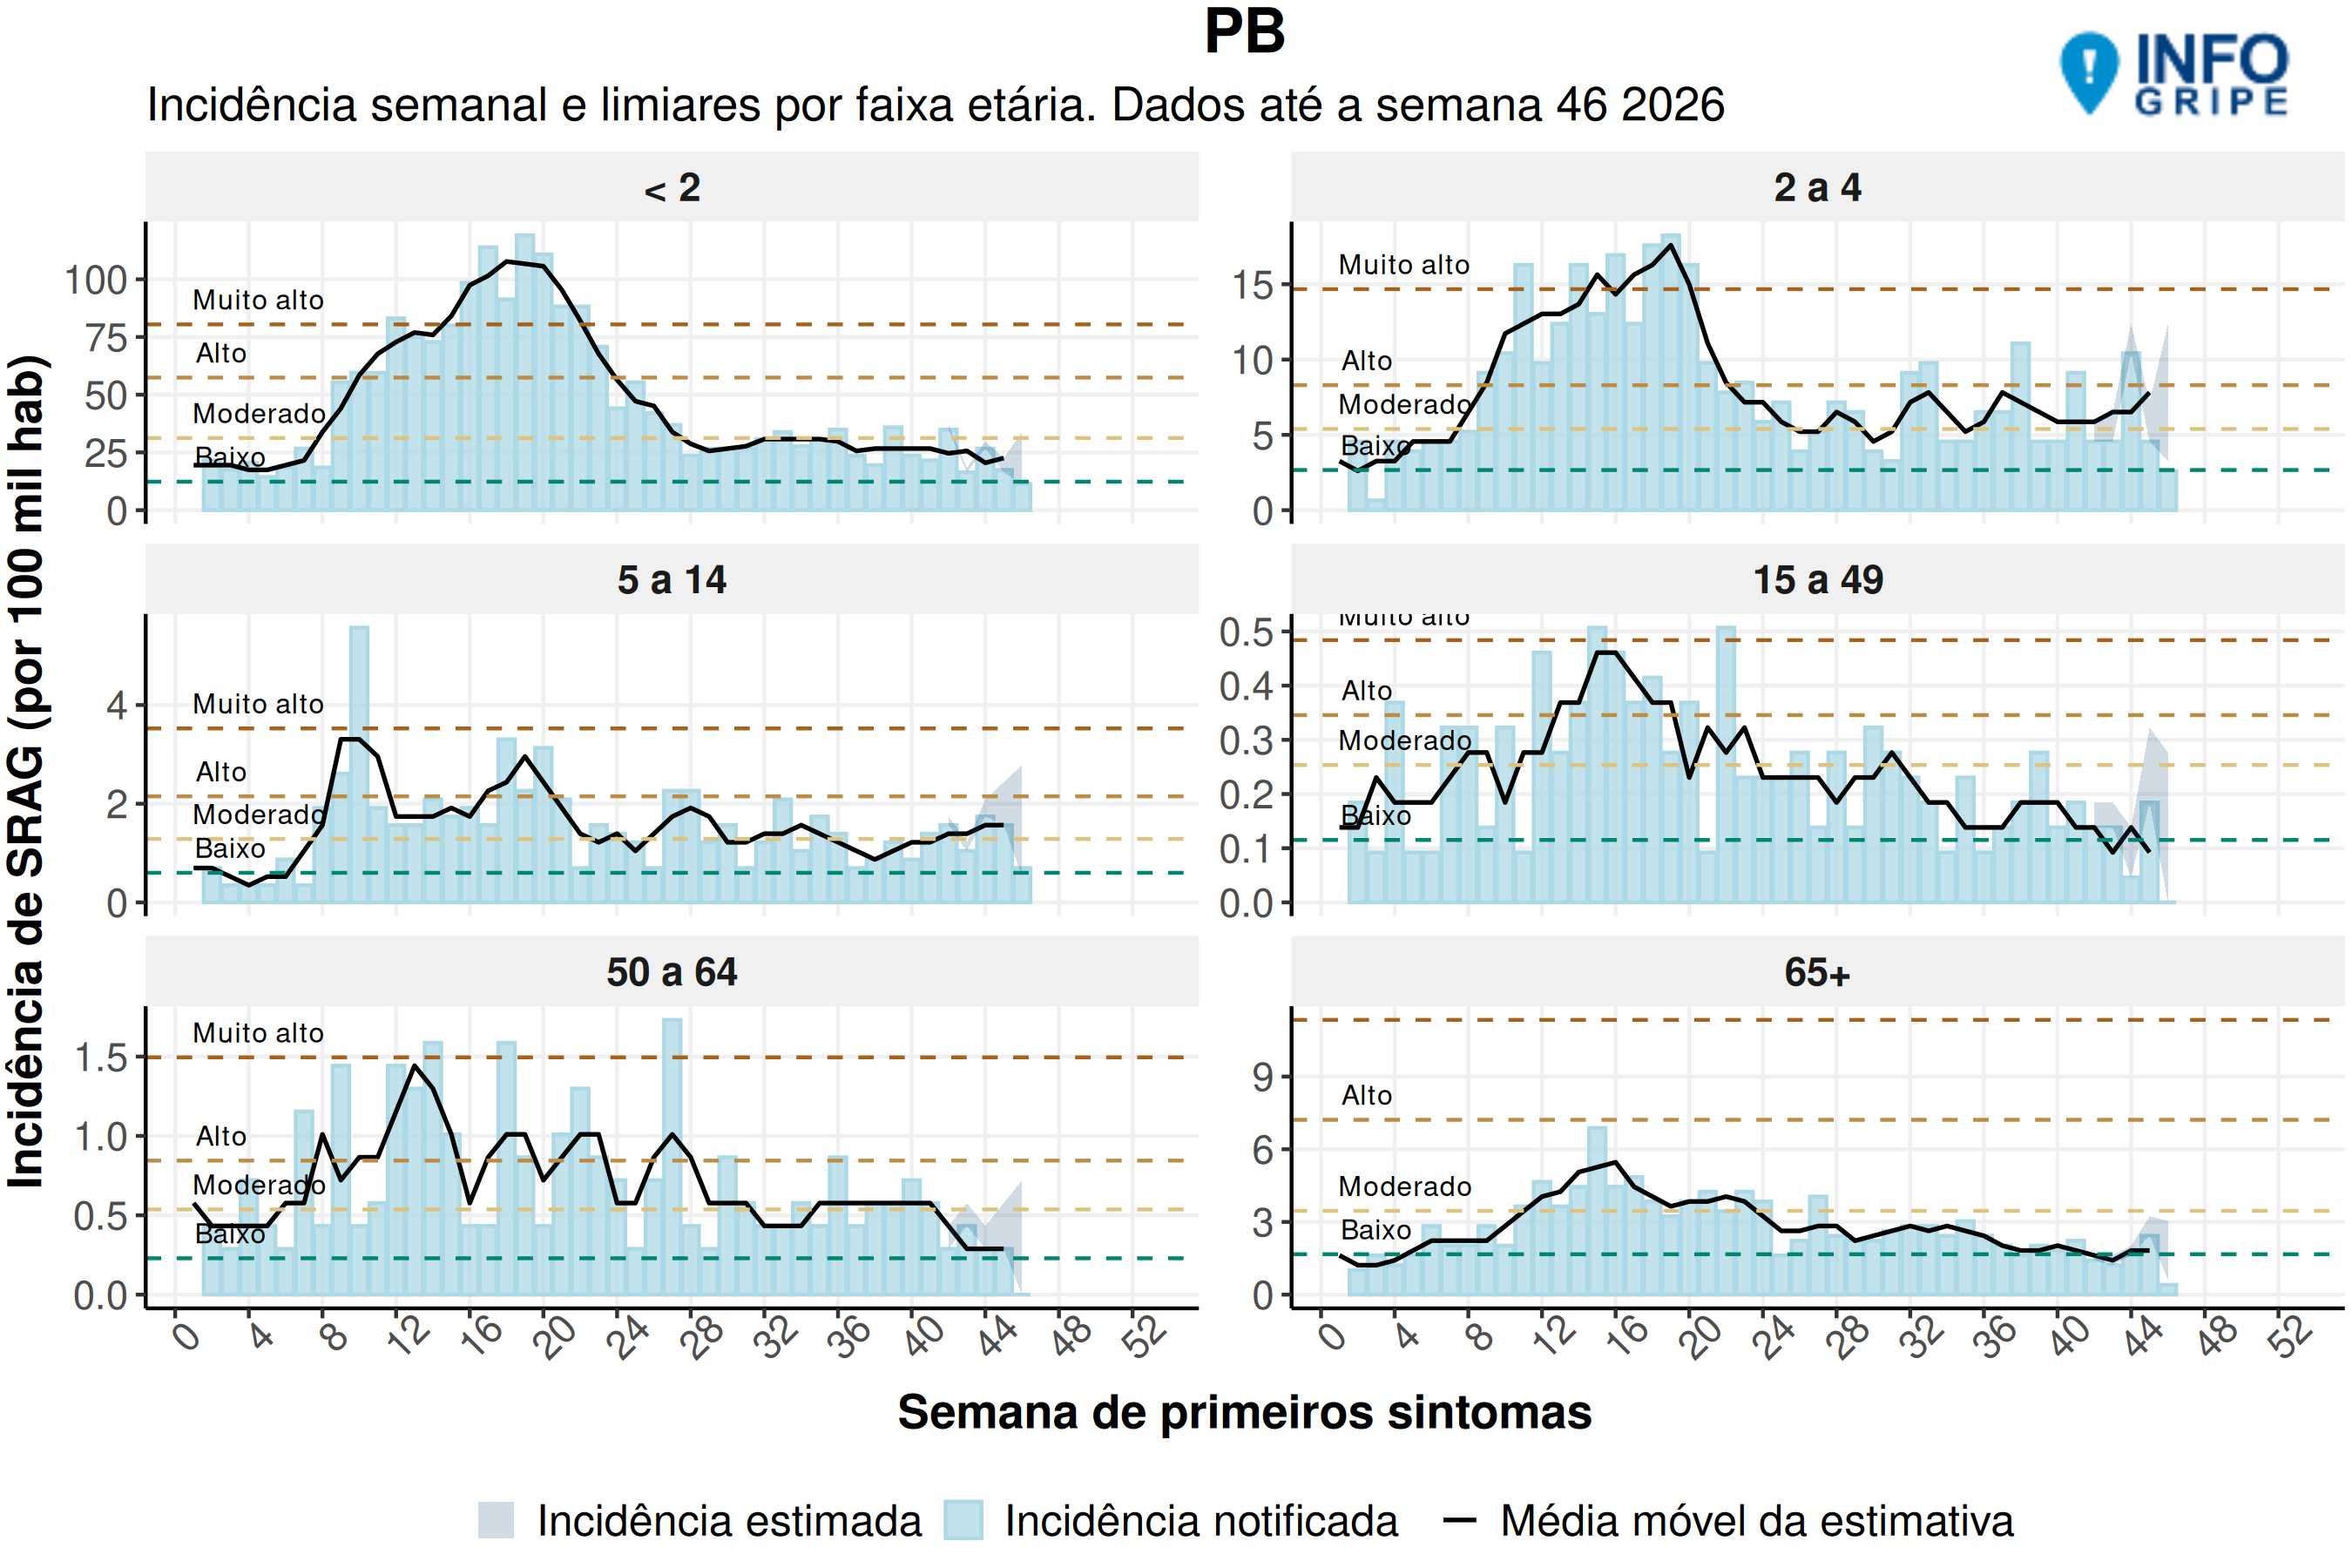 PB
INFO
GRIPE
Incidência semanal e limiares por faixa etária. Dados até a semana 46 2026
Incidência de SRAG (por 100 mil hab)
< 2
100
75
50
25
0
Muito alto
Alto
Moderado
Baixo
2 a 4
15
10
5
0
Muito alto
Alto
Moderado
Baixo
5 a 14
4
2
0
Muito alto
Alto
Moderado
Baixo
15 a 49
0.5
0.4
0.3
0.2
0.1
0.0
Muito alto
Alto
Moderado
Baixo
50 a 64
1.5
1.0
0.5
0.0
Muito alto
Alto
Moderado
Baixo
0 4 8 12 16 20 24 28 32 36 40 44 48 52
65+
9
6
3
0
Alto
Moderado
Baixo
0 4 8 12 16 20 24 28 32 36 40 44 48 52
Semana de primeiros sintomas
Incidência estimada Incidência notificada Média móvel da estimativa